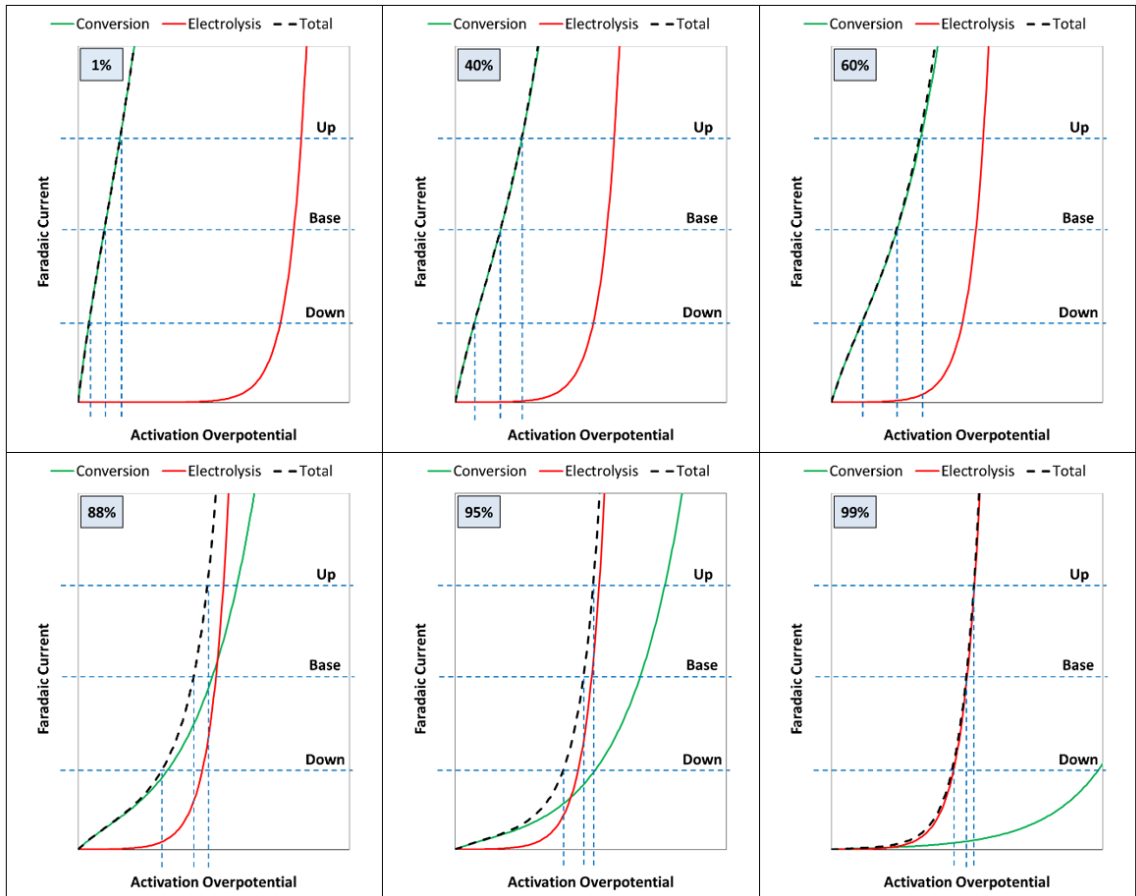 Conversion Electrolysis Total
1%
Up
Base
Down
Faradaic Current
Activation Overpotential
Conversion Electrolysis Total
40%
Up
Base
Down
Faradaic Current
Activation Overpotential
Conversion Electrolysis Total
60%
Up
Base
Down
Faradaic Current
Activation Overpotential
Conversion Electrolysis Total
88%
Up
Base
Down
Faradaic Current
Activation Overpotential
Conversion Electrolysis Total
95%
Up
Base
Down
Faradaic Current
Activation Overpotential
Conversion Electrolysis Total
99%
Up
Base
Down
Faradaic Current
Activation Overpotential